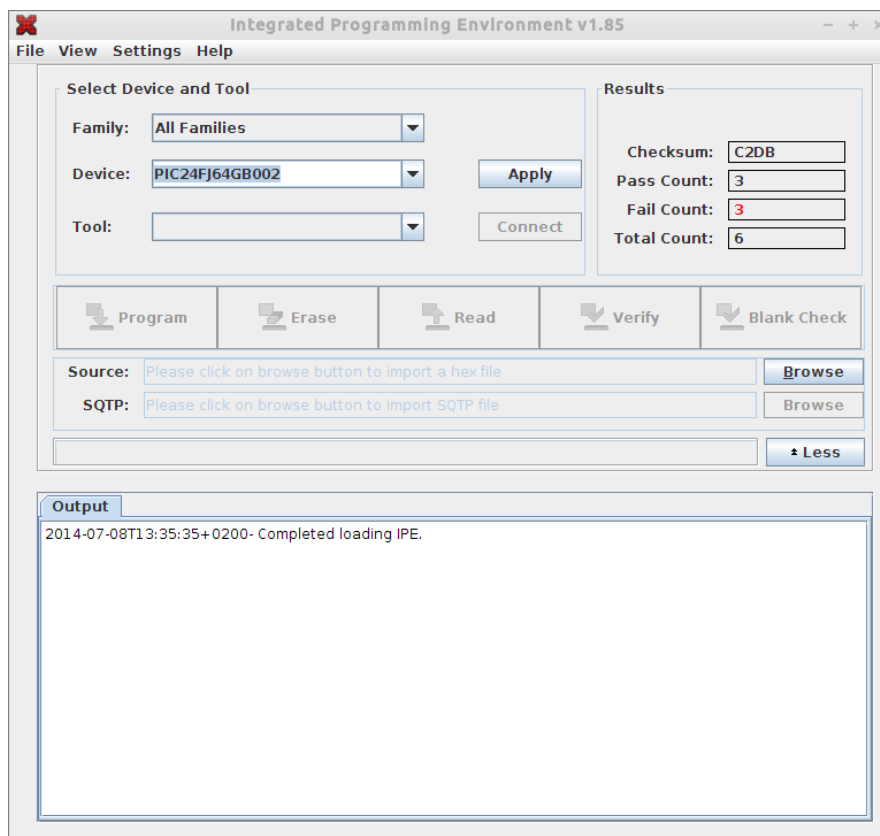 Integrated Programming Environment v1.85
File View Settings Help
Select Device and Tool
Family: All Families
Device: PIC24FJ64GB002 Apply
Tool: Connect
Results
Checksum: C2DB
Pass Count: 3
Fail Count: 3
Total Count: 6
Program Erase Read Verify Blank Check
Source: Please click on browse button to import a hex file Browse
SQTP: Please click on browse button to import SQTP file Browse
Less
Output
2014-07-08T13:35:35+0200- Completed loading IPE.